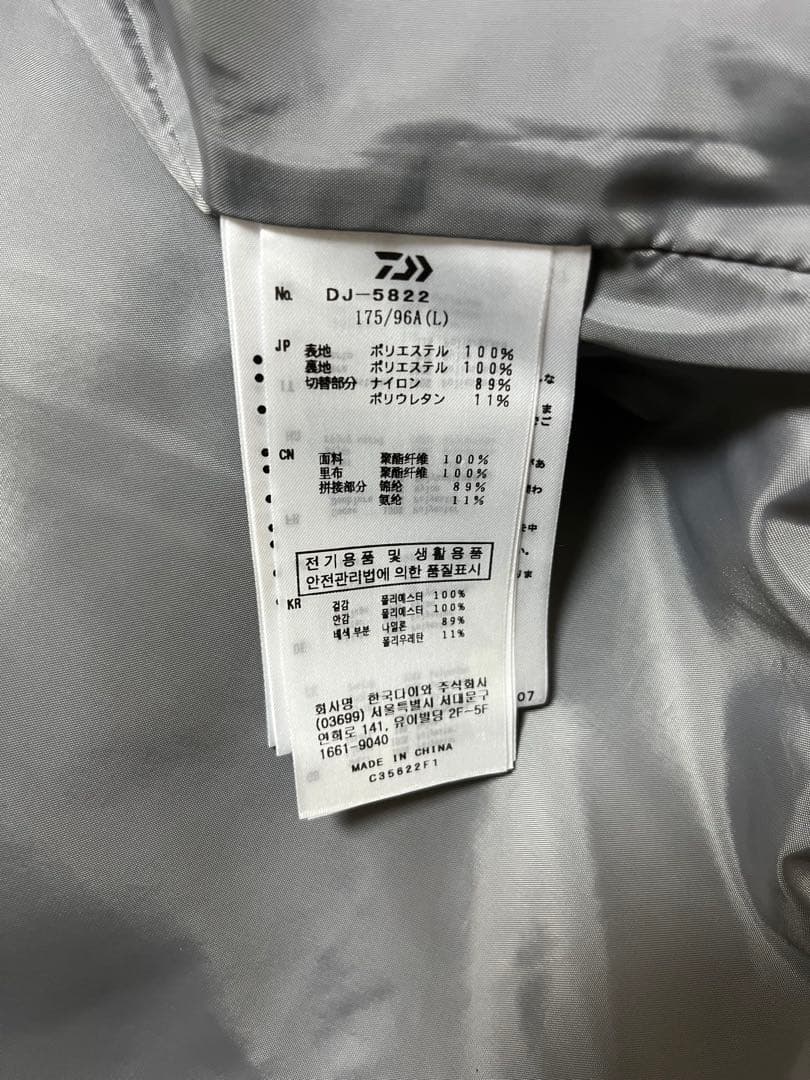 No. DJ-5822
175/96A(L)
JP 表地 ポリエステル 100%
裏地 ポリエステル 100%
切替部分 ナイロン 89%
ポリウレタン 11%
CN 面料 聚酯纤维 100%
里布 聚酯纤维 100%
拼接部分 锦纶 89%
氨纶 11%
전기용품 및 생활용품
안전관리법에 의한 품질표시
KR 겉감 폴리에스터 100%
안감 폴리에스터 100%
배색 부분 나일론 89%
폴리우레탄 11%
회사명 한국다이와 주식회사
(03699) 서울특별시 서대문구
연희로 141, 유이빌딩 2F-5F
1661-9040
MADE IN CHINA
C35622F1
07